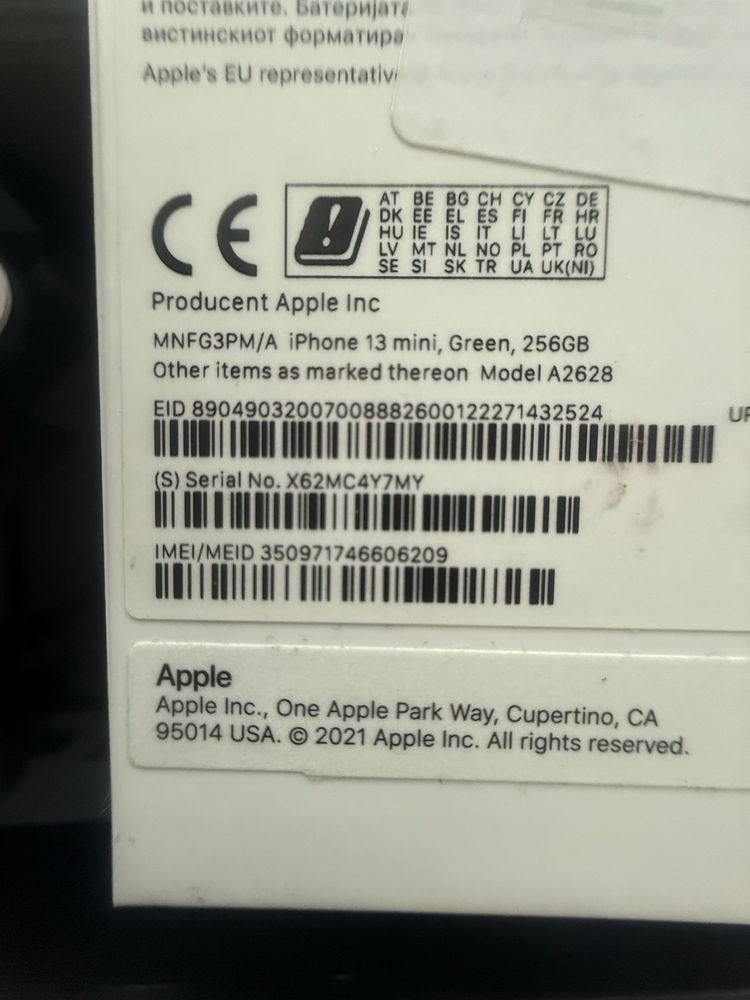 и поставките. Батеријата
вистинскиот форматира
Apple's EU representativ
CE
AT BE BG CH CY CZ DE
DK EE EL ES FI FR HR
HU IE IS IT LI LT LU
LV MT NL NO PL PT RO
SE SI SK TR UA UK(NI)
Producent Apple Inc
MNFG3PM/A iPhone 13 mini, Green, 256GB
Other items as marked thereon Model A2628
EID 89049032007008882600122271432524
UP
(S) Serial No. X62MC4Y7MY
IMEI/MEID 350971746606209
Apple
Apple Inc., One Apple Park Way, Cupertino, CA
95014 USA. © 2021 Apple Inc. All rights reserved.